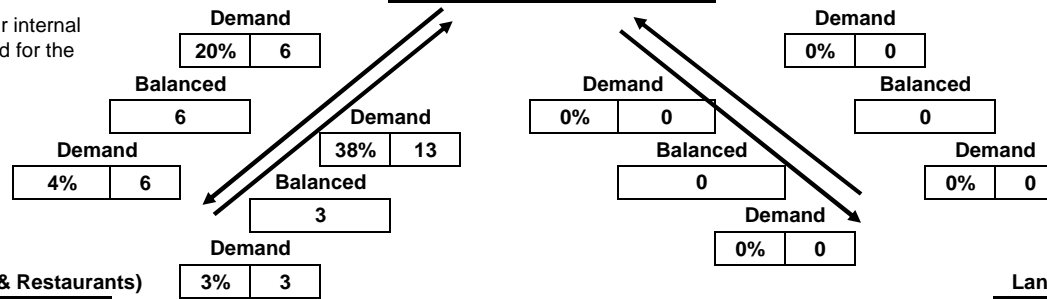 Demand
Demand
r internal
d for the
20% 6
0% 0
Balanced
Demand
Balanced
6
Demand
0% 0
0
Demand
38% 13
Balanced
Demand
4% 6
Balanced
0
0% 0
3
Demand
Demand
0% 0
& Restaurants)
3% 3
Lan